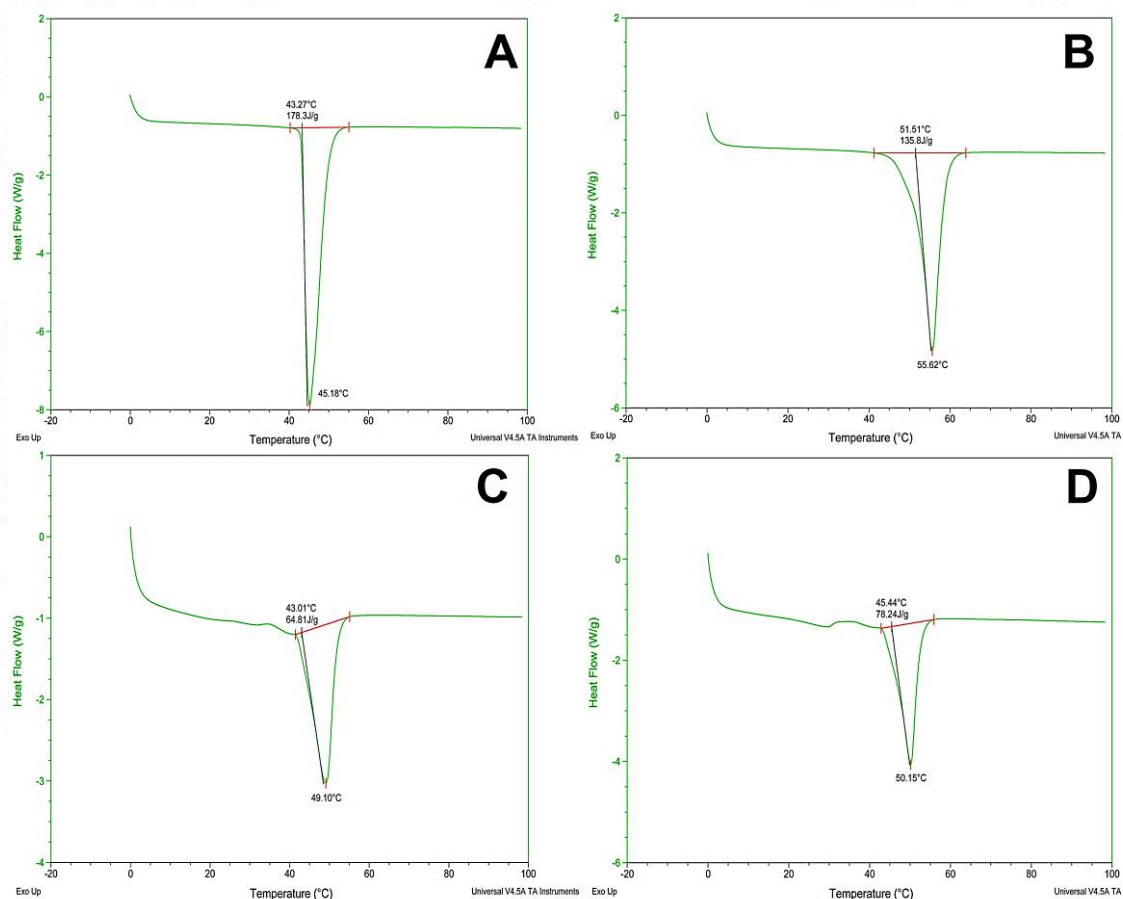 A
2
0
-2
-4
-6
-8
Heat Flow (W/g)
43.27°C
178.3J/g
45.18°C
-20
0
20
40
60
80
100
Exo Up
Temperature (°C)
Universal V4.5A TA Instruments
B
2
0
-2
-4
-6
Heat Flow (W/g)
51.51°C
135.8J/g
55.62°C
-20
0
20
40
60
80
100
Exo Up
Temperature (°C)
Universal V4.5A TA
C
1
0
-1
-2
-3
-4
Heat Flow (W/g)
43.01°C
64.81J/g
49.10°C
-20
0
20
40
60
80
100
Exo Up
Temperature (°C)
Universal V4.5A TA Instruments
D
2
0
-2
-4
-6
Heat Flow (W/g)
45.44°C
78.24J/g
50.15°C
-20
0
20
40
60
80
100
Exo Up
Temperature (°C)
Universal V4.5A TA